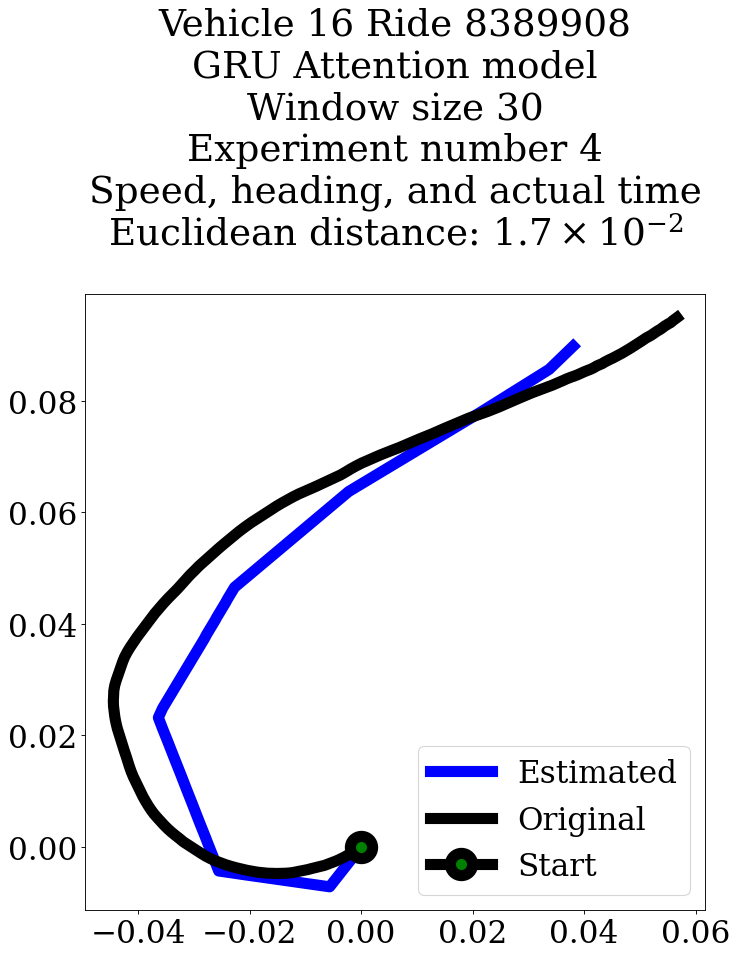 Vehicle 16 Ride 8389908
GRU Attention model
Window size 30
Experiment number 4
Speed, heading, and actual time
Euclidean distance: 1.7 × 10⁻²
0.08
0.06
0.04
0.02
0.00
Estimated
Original
Start
−0.04 −0.02 0.00 0.02 0.04 0.06